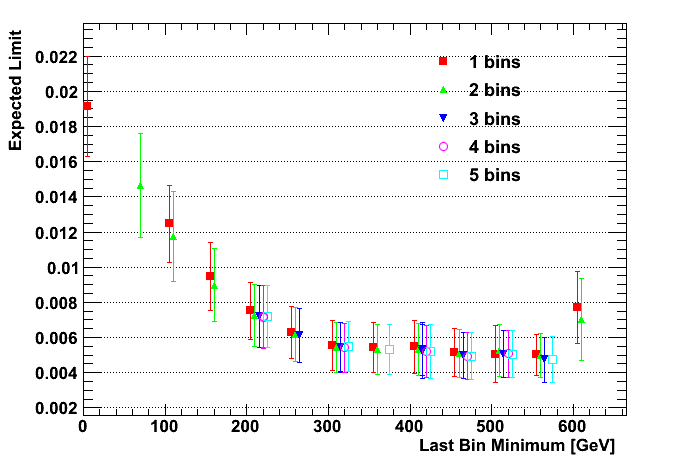 Expected Limit
0.022
0.02
0.018
0.016
0.014
0.012
0.01
0.008
0.006
0.004
0.002
1 bins
2 bins
3 bins
4 bins
5 bins
0 100 200 300 400 500 600
Last Bin Minimum [GeV]